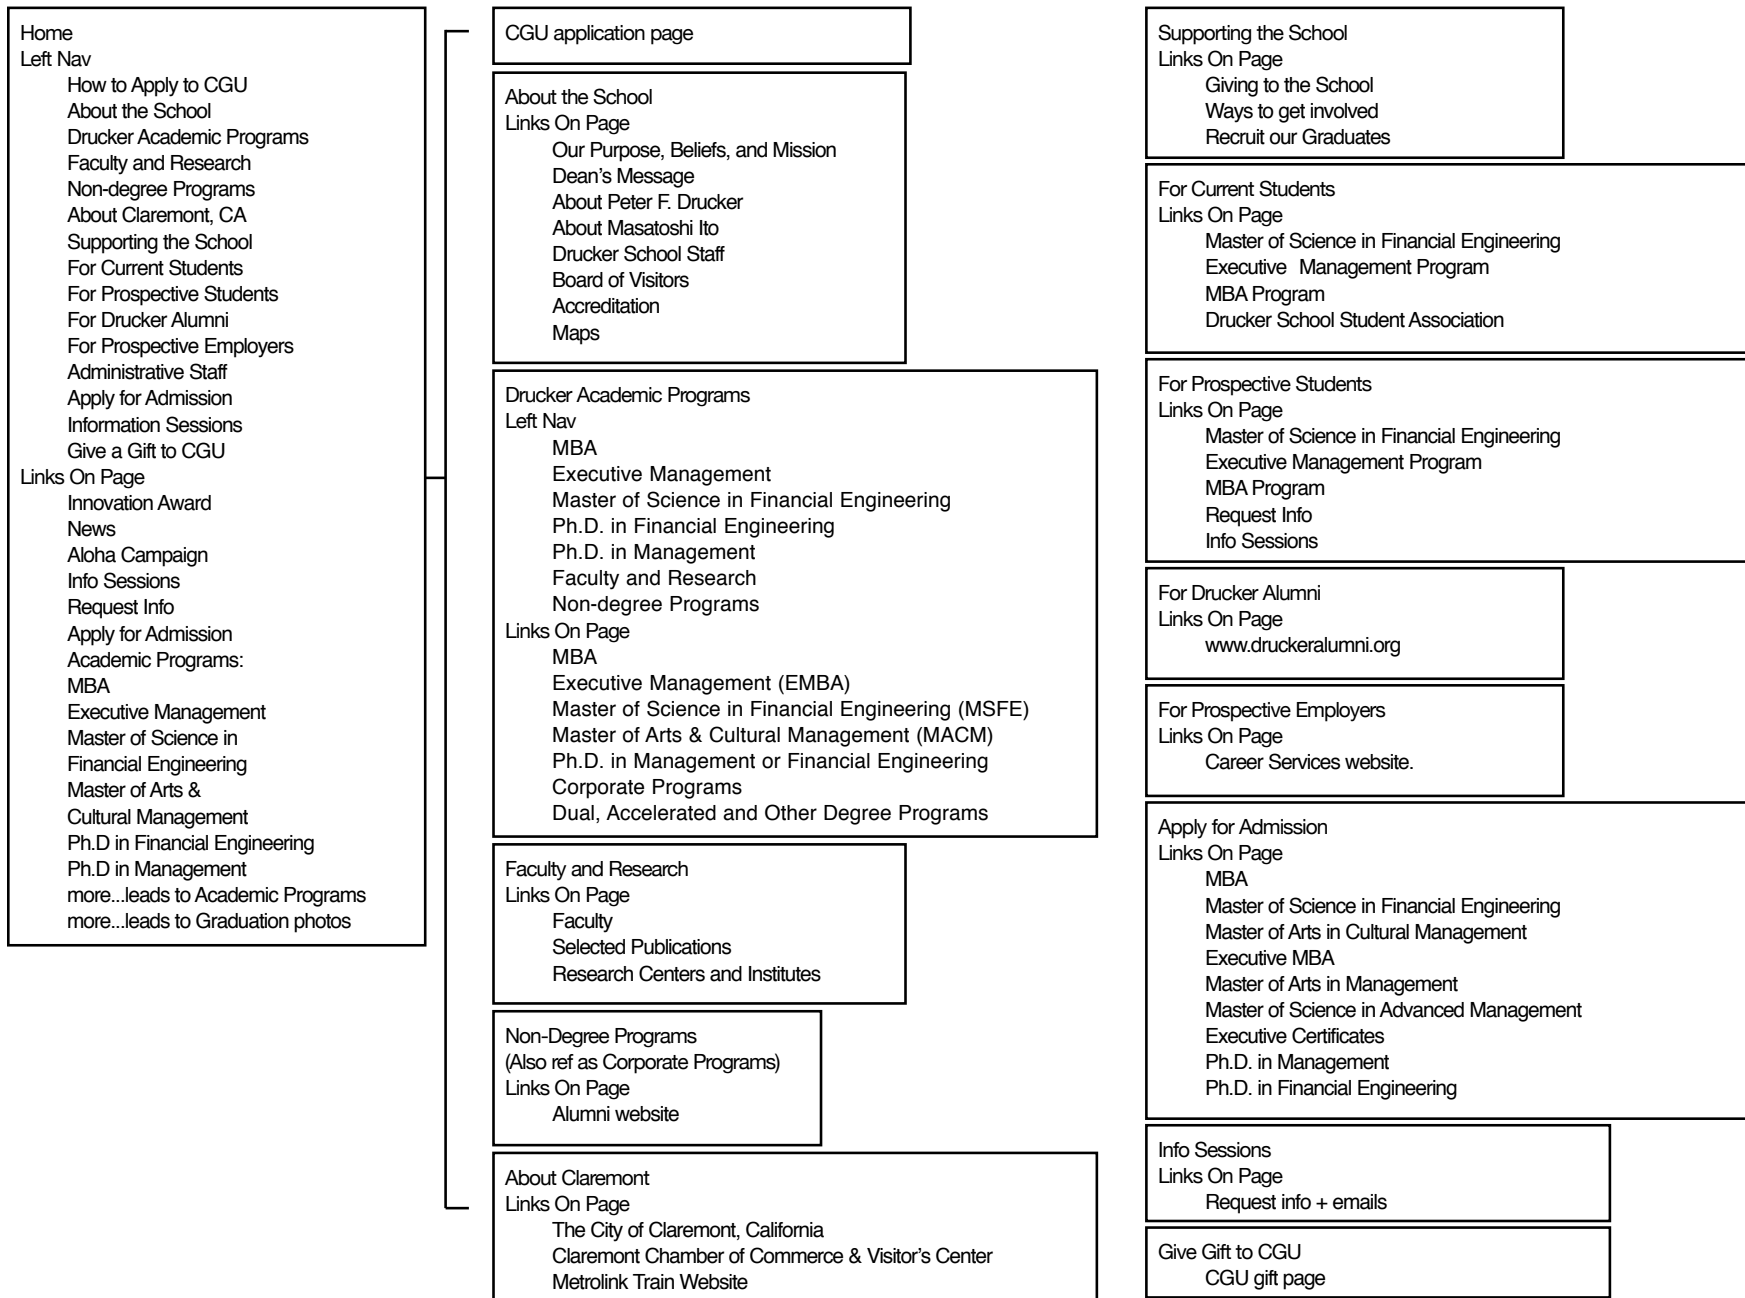 Home
Left Nav
How to Apply to CGU
About the School
Drucker Academic Programs
Faculty and Research
Non-degree Programs
About Claremont, CA
Supporting the School
For Current Students
For Prospective Students
For Drucker Alumni
For Prospective Employers
Administrative Staff
Apply for Admission
Information Sessions
Give a Gift to CGU
Links On Page
Innovation Award
News
Aloha Campaign
Info Sessions
Request Info
Apply for Admission
Academic Programs:
MBA
Executive Management
Master of Science in
Financial Engineering
Master of Arts &
Cultural Management
Ph.D in Financial Engineering
Ph.D in Management
more...leads to Academic Programs
more...leads to Graduation photos
CGU application page
About the School
Links On Page
Our Purpose, Beliefs, and Mission
Dean’s Message
About Peter F. Drucker
About Masatoshi Ito
Drucker School Staff
Board of Visitors
Accreditation
Maps
Drucker Academic Programs
Left Nav
MBA
Executive Management
Master of Science in Financial Engineering
Ph.D. in Financial Engineering
Ph.D. in Management
Faculty and Research
Non-degree Programs
Links On Page
MBA
Executive Management (EMBA)
Master of Science in Financial Engineering (MSFE)
Master of Arts & Cultural Management (MACM)
Ph.D. in Management or Financial Engineering
Corporate Programs
Dual, Accelerated and Other Degree Programs
Faculty and Research
Links On Page
Faculty
Selected Publications
Research Centers and Institutes
Non-Degree Programs
(Also ref as Corporate Programs)
Links On Page
Alumni website
About Claremont
Links On Page
The City of Claremont, California
Claremont Chamber of Commerce & Visitor’s Center
Metrolink Train Website
Supporting the School
Links On Page
Giving to the School
Ways to get involved
Recruit our Graduates
For Current Students
Links On Page
Master of Science in Financial Engineering
Executive Management Program
MBA Program
Drucker School Student Association
For Prospective Students
Links On Page
Master of Science in Financial Engineering
Executive Management Program
MBA Program
Request Info
Info Sessions
For Drucker Alumni
Links On Page
www.druckeralumni.org
For Prospective Employers
Links On Page
Career Services website.
Apply for Admission
Links On Page
MBA
Master of Science in Financial Engineering
Master of Arts in Cultural Management
Executive MBA
Master of Arts in Management
Master of Science in Advanced Management
Executive Certificates
Ph.D. in Management
Ph.D. in Financial Engineering
Info Sessions
Links On Page
Request info + emails
Give Gift to CGU
CGU gift page